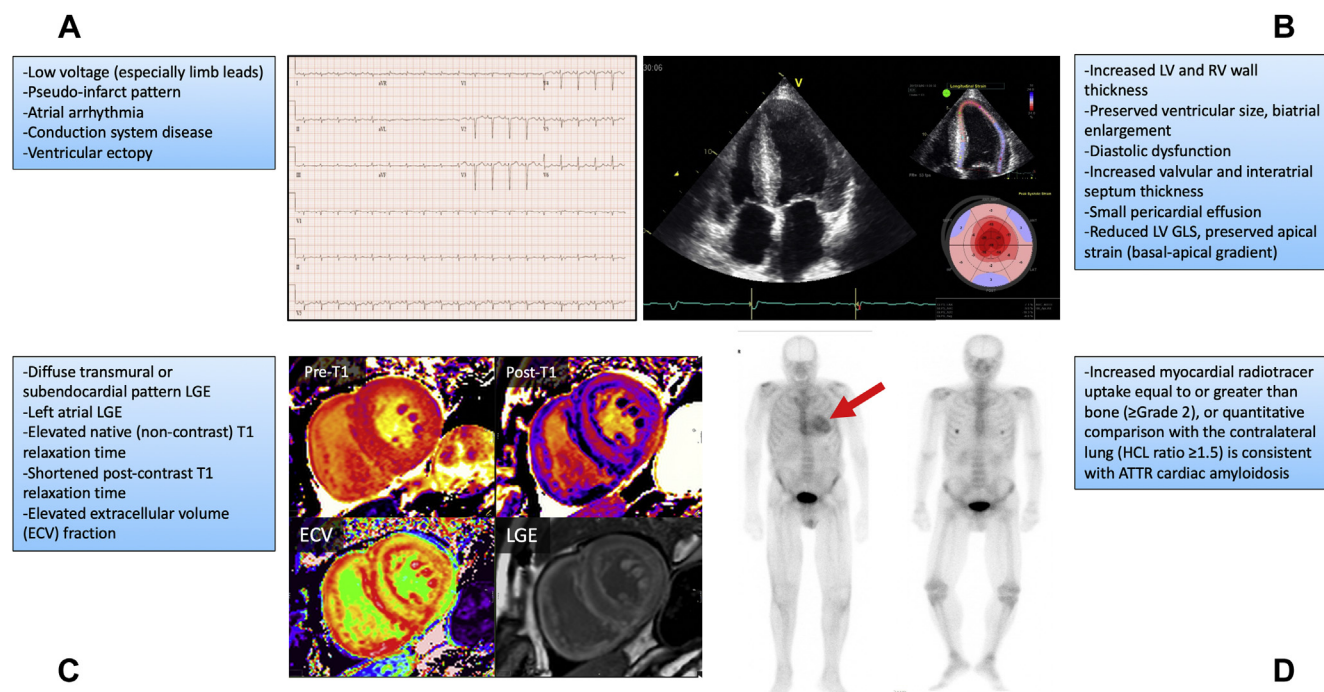 A
B
-Low voltage (especially limb leads)
-Pseudo-infarct pattern
-Atrial arrhythmia
-Conduction system disease
-Ventricular ectopy
I
aVR
V1
V4
II
aVL
V2
V5
III
aVF
V3
V6
V1
II
V5
30:06
V
10
Longitudinal Strain
Peak Systolic Strain
-Increased LV and RV wall
thickness
-Preserved ventricular size, biatrial
enlargement
-Diastolic dysfunction
-Increased valvular and interatrial
septum thickness
-Small pericardial effusion
-Reduced LV GLS, preserved apical
strain (basal-apical gradient)
-Diffuse transmural or
subendocardial pattern LGE
-Left atrial LGE
-Elevated native (non-contrast) T1
relaxation time
-Shortened post-contrast T1
relaxation time
-Elevated extracellular volume
(ECV) fraction
Pre-T1
Post-T1
ECV
LGE
-Increased myocardial radiotracer
uptake equal to or greater than
bone (≥Grade 2), or quantitative
comparison with the contralateral
lung (HCL ratio ≥1.5) is consistent
with ATTR cardiac amyloidosis
C
D